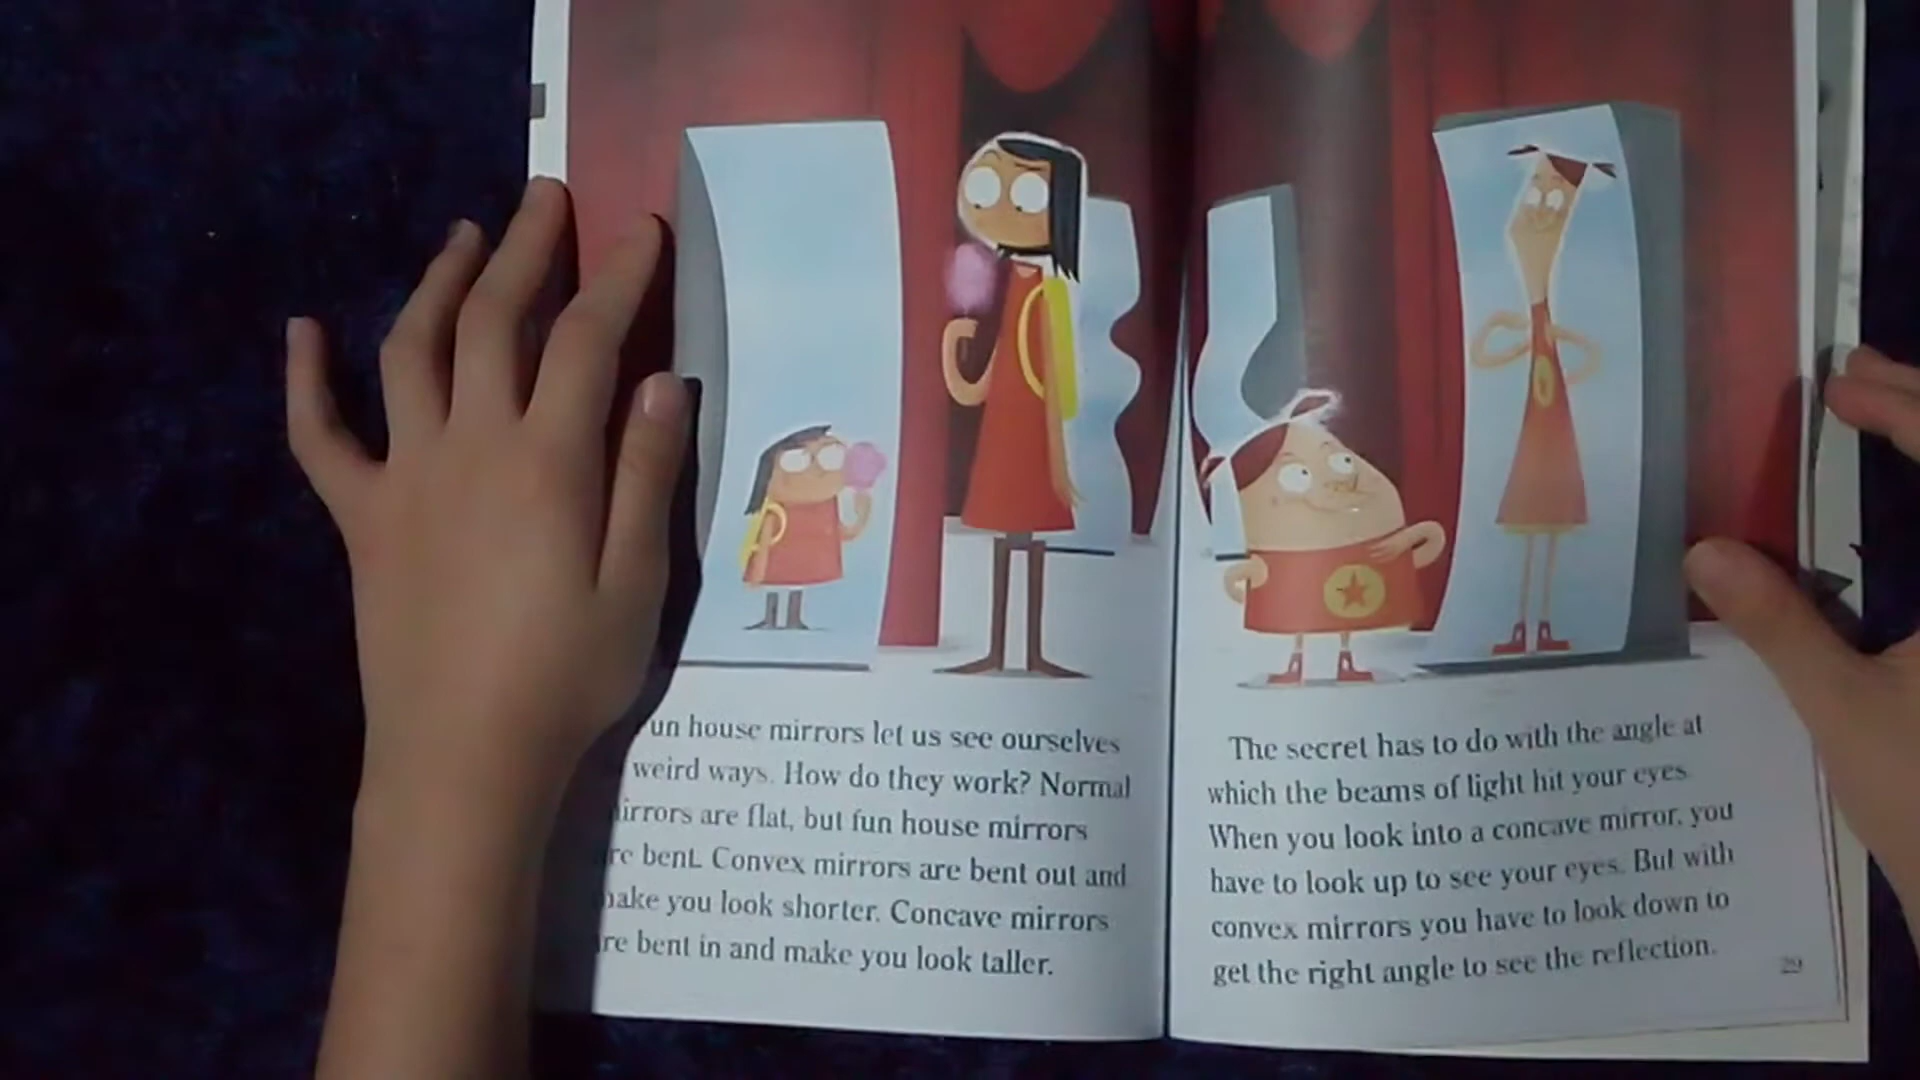 un house mirrors let us see ourselves
weird ways. How do they work? Normal
irrors are flat, but fun house mirrors
re bent. Convex mirrors are bent out and
ake you look shorter. Concave mirrors
re bent in and make you look taller.
The secret has to do with the angle at
which the beams of light hit your eyes.
When you look into a concave mirror, you
have to look up to see your eyes. But with
convex mirrors you have to look down to
get the right angle to see the reflection.
29